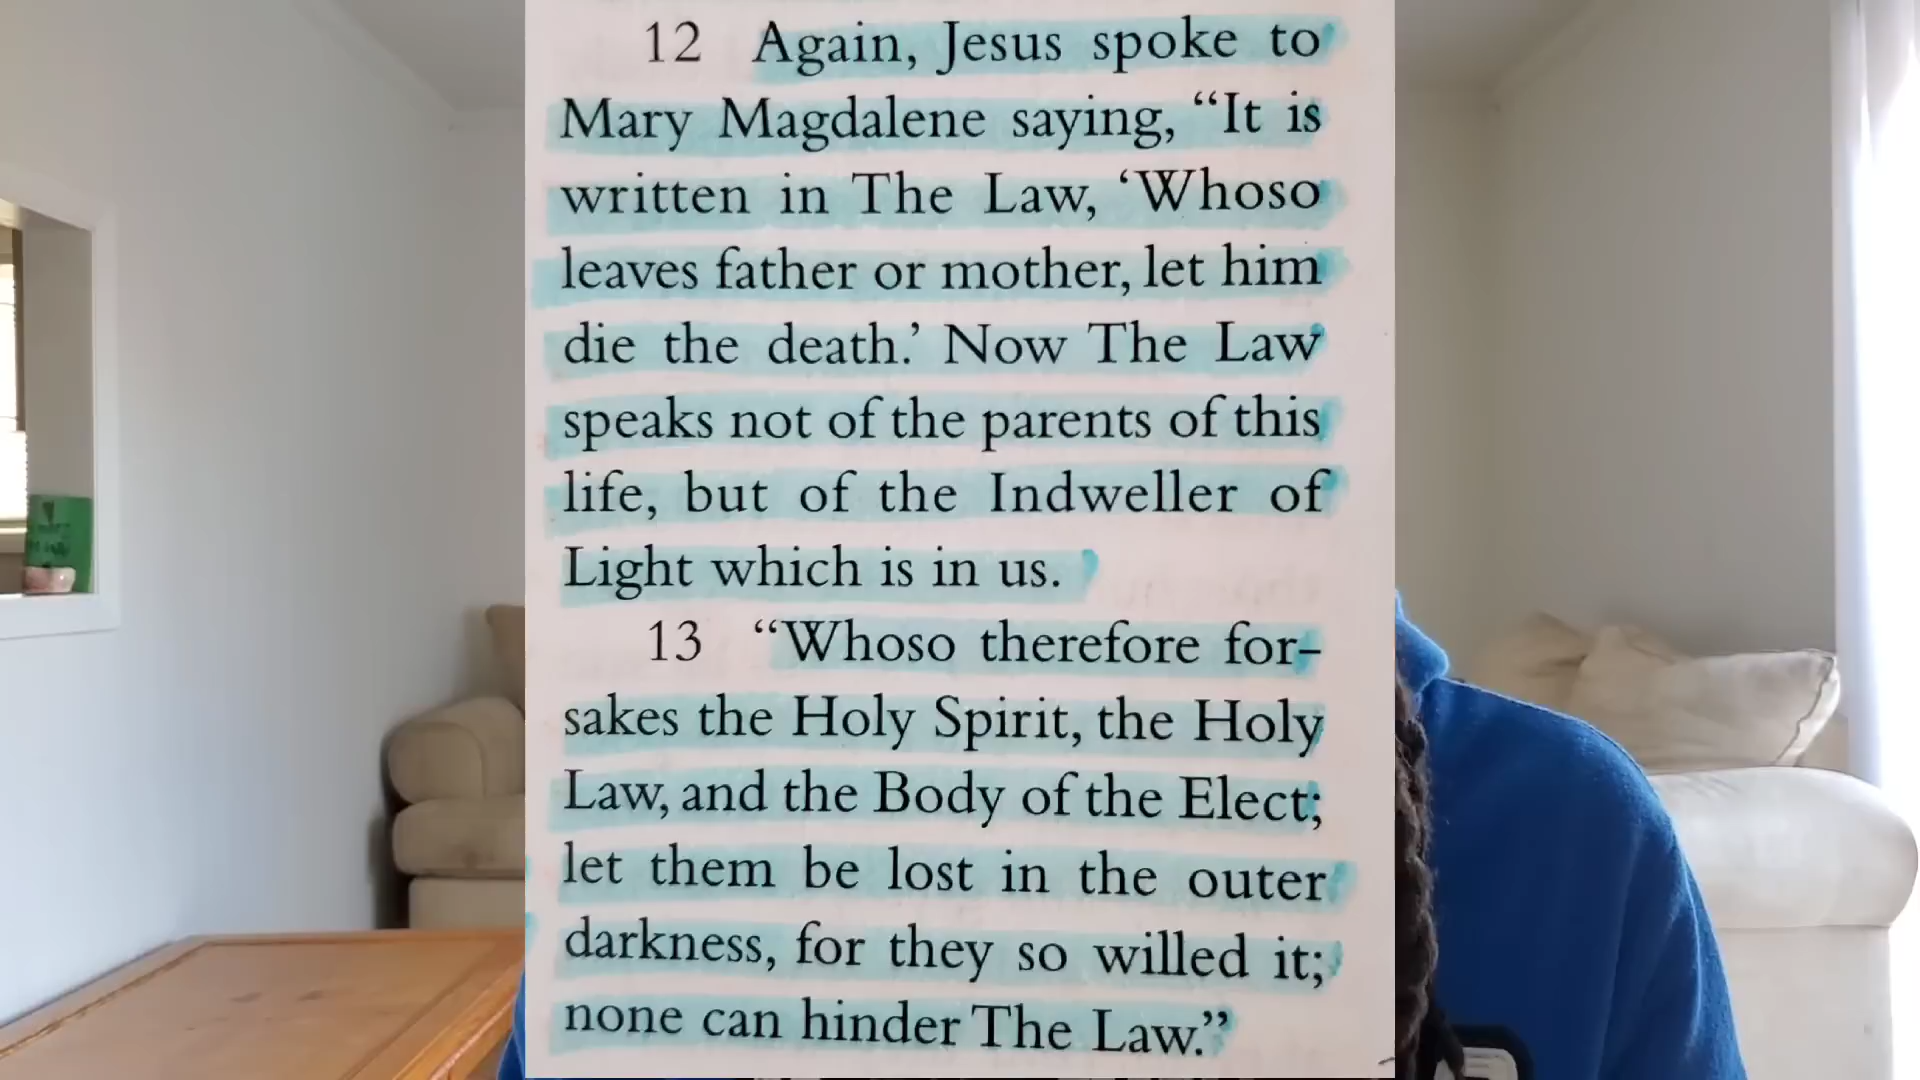 12 Again, Jesus spoke to
Mary Magdalene saying, “It is
written in The Law, ‘Whoso
leaves father or mother, let him
die the death.’ Now The Law
speaks not of the parents of this
life, but of the Indweller of
Light which is in us.
13 “Whoso therefore for-
sakes the Holy Spirit, the Holy
Law, and the Body of the Elect;
let them be lost in the outer
darkness, for they so willed it;
none can hinder The Law.”